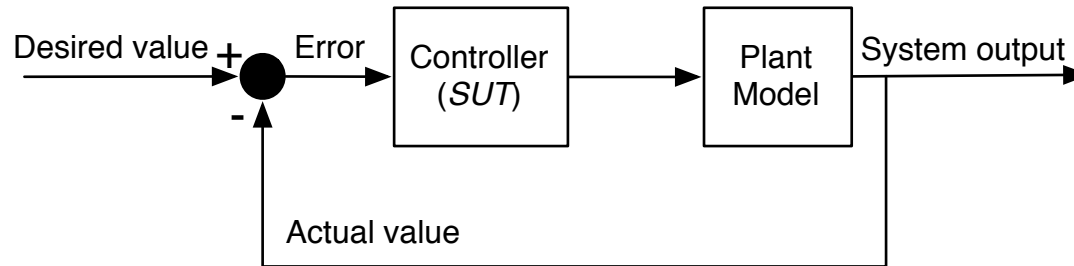 Desired value
+
Error
Controller
(SUT)
Plant
Model
System output
-
Actual value